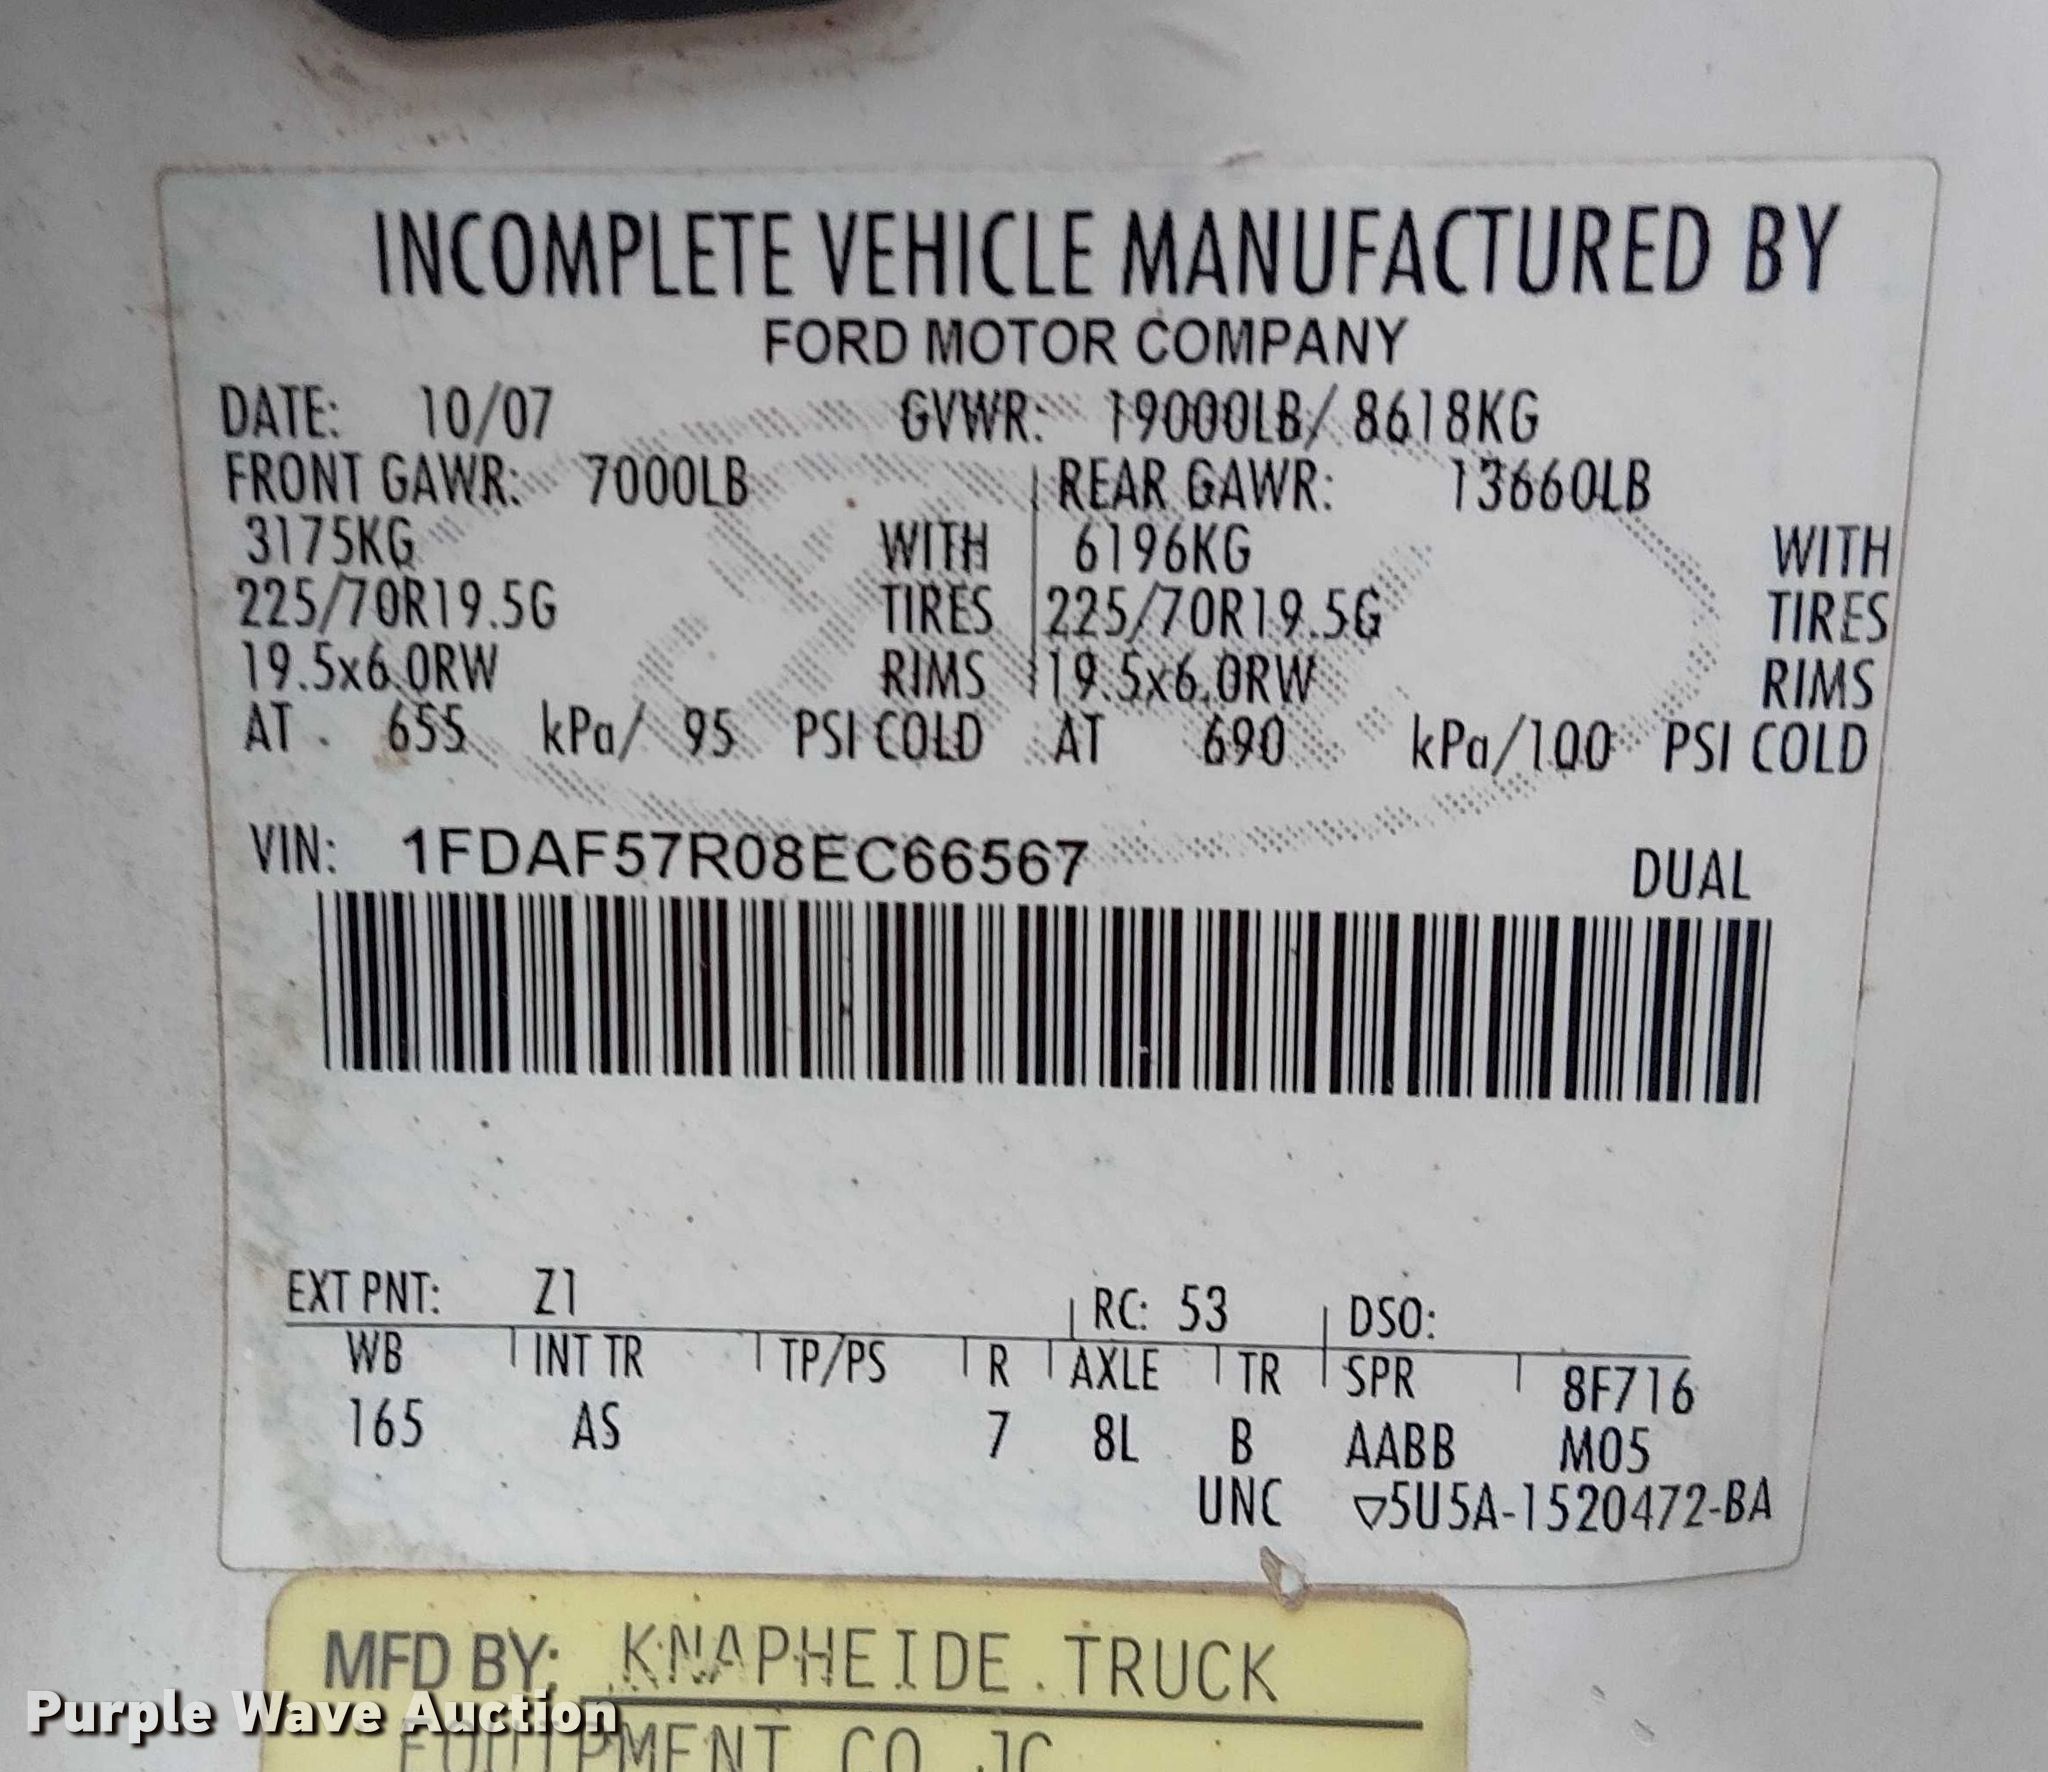 INCOMPLETE VEHICLE MANUFACTURED BY
FORD MOTOR COMPANY
DATE: 10/07 GVWR: 19000LB/ 8618KG
FRONT GAWR: 7000LB REAR GAWR: 13660LB
3175KG WITH 6196KG WITH
225/70R19.5G TIRES 225/70R19.5G TIRES
19.5x6.0RW RIMS 19.5x6.0RW RIMS
AT 655 kPa/ 95 PSI COLD AT 690 kPa/100 PSI COLD
VIN: 1FDAF57R08EC66567 DUAL
EXT PNT: Z1 RC: 53 DSO:
WB INT TR TP/PS R AXLE TR SPR 8F716
165 AS 7 8L B AABB M05
UNC ▽5U5A-1520472-BA
MFD BY: KNAPHEIDE TRUCK
EQUIPMENT CO JC
Purple Wave Auction